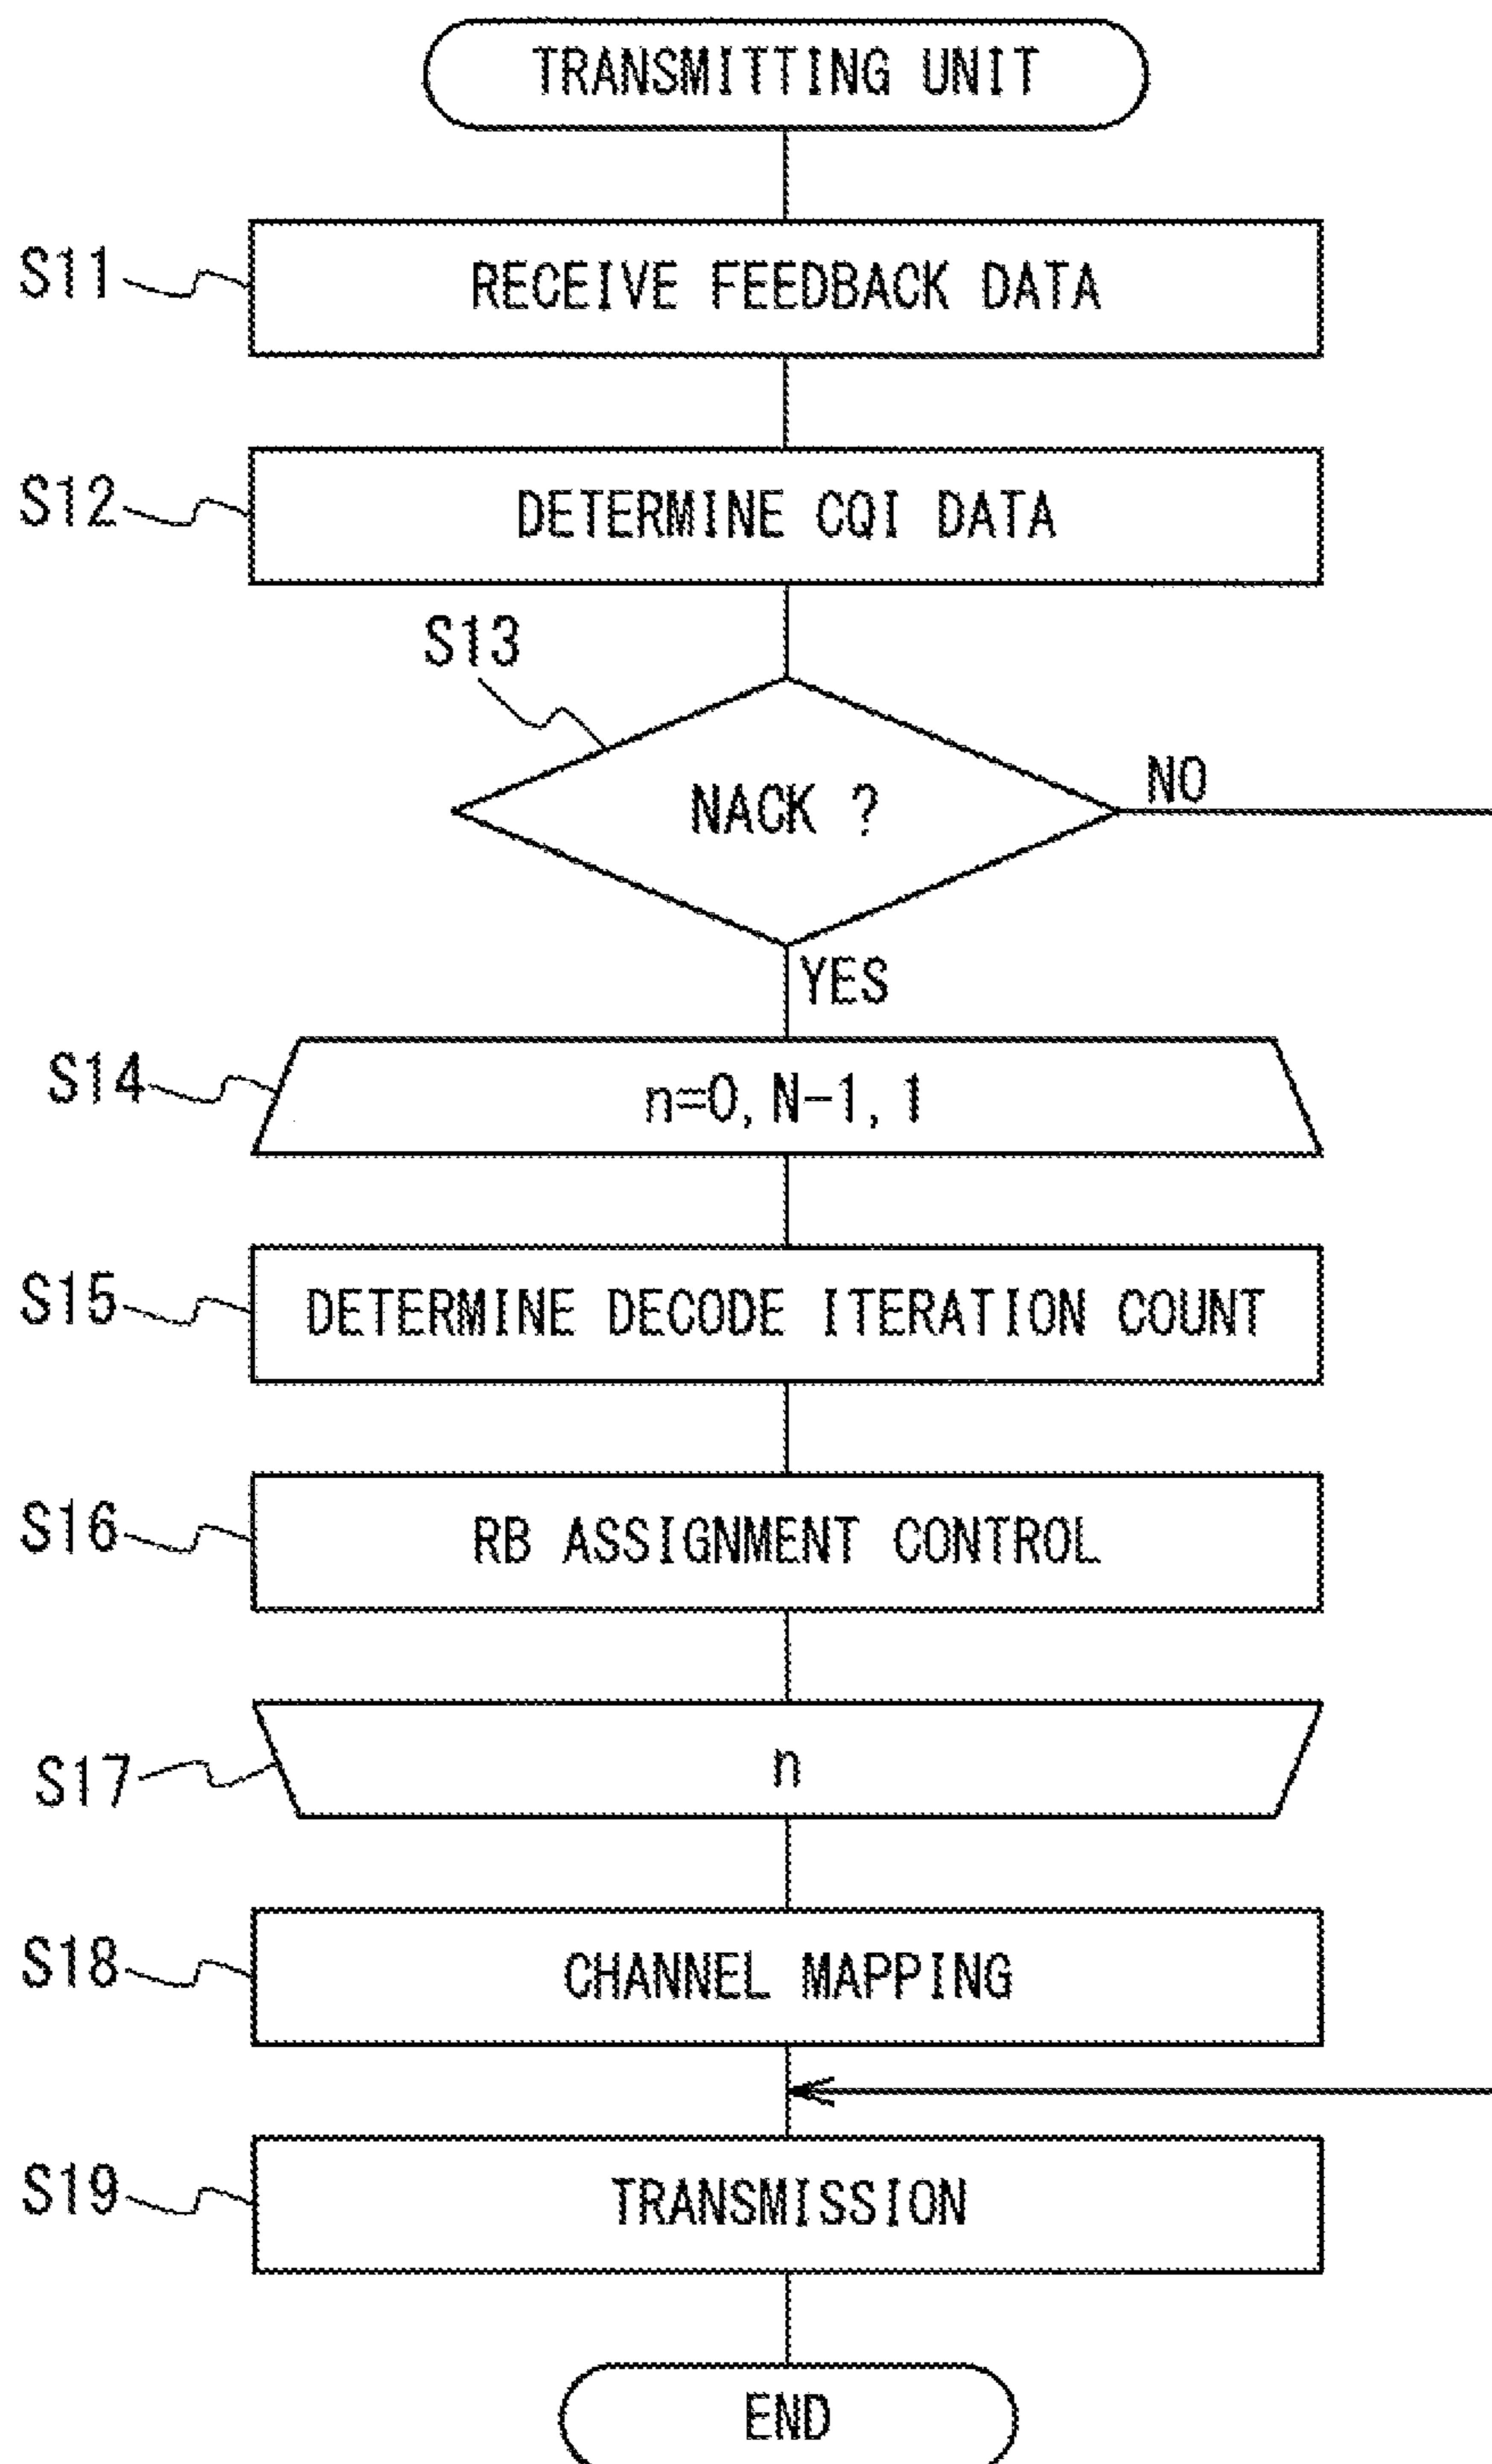 TRANSMITTING UNIT
S11
RECEIVE FEEDBACK DATA
S12
DETERMINE CQI DATA
S13
NACK ?
NO
YES
S14
n=0, N-1, 1
S15
DETERMINE DECODE ITERATION COUNT
S16
RB ASSIGNMENT CONTROL
S17
n
S18
CHANNEL MAPPING
S19
TRANSMISSION
END